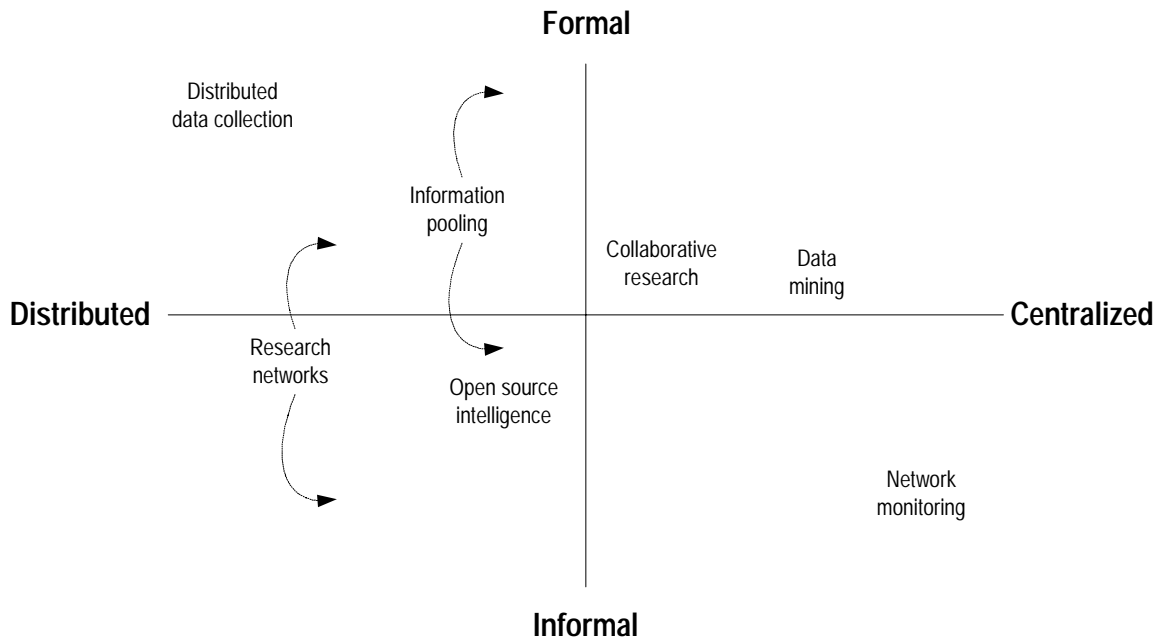 Formal
Distributed
data collection
Information
pooling
Collaborative
research
Data
mining
Distributed
Centralized
Research
networks
Open source
intelligence
Network
monitoring
Informal